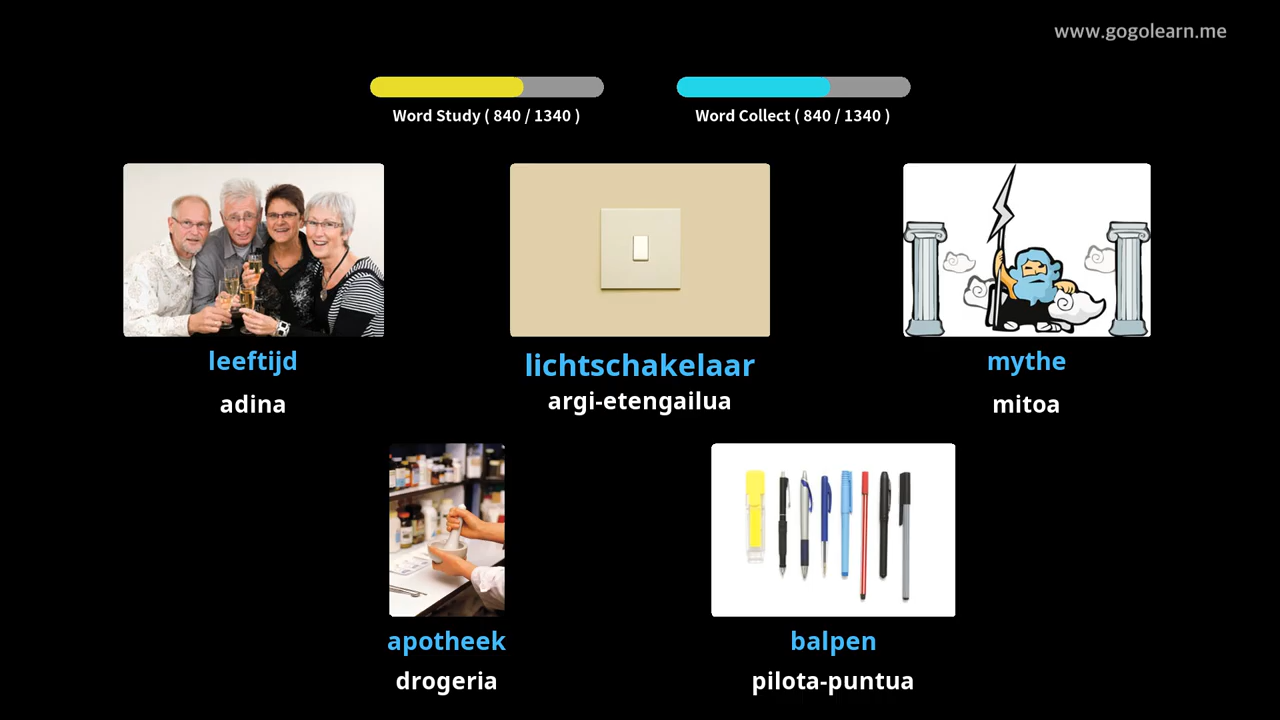 www.gogolearn.me
Word Study ( 840 / 1340 )
Word Collect ( 840 / 1340 )
leeftijd
adina
lichtschakelaar
argi-etengailua
mythe
mitoa
apotheek
drogeria
balpen
pilota-puntua